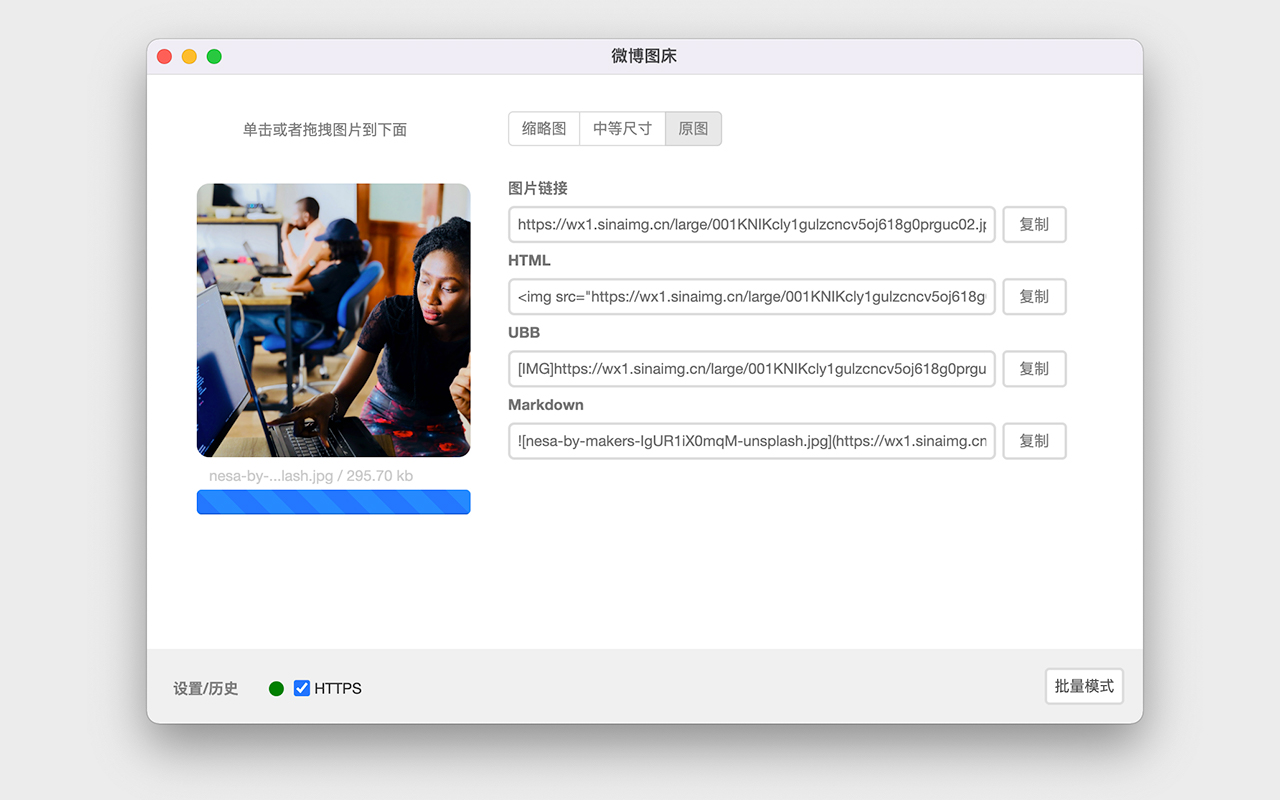 微博图床
单击或者拖拽图片到下面
缩略图 中等尺寸 原图
图片链接
https://wx1.sinaimg.cn/large/001KNIKcly1gulzcncv5oj618g0prguc02.jp 复制
HTML
<img src="https://wx1.sinaimg.cn/large/001KNIKcly1gulzcncv5oj618g 复制
UBB
[IMG]https://wx1.sinaimg.cn/large/001KNIKcly1gulzcncv5oj618g0prgu 复制
Markdown
![nesa-by-makers-IgUR1iX0mqM-unsplash.jpg](https://wx1.sinaimg.cn 复制
nesa-by-...lash.jpg / 295.70 kb
设置/历史 HTTPS 批量模式